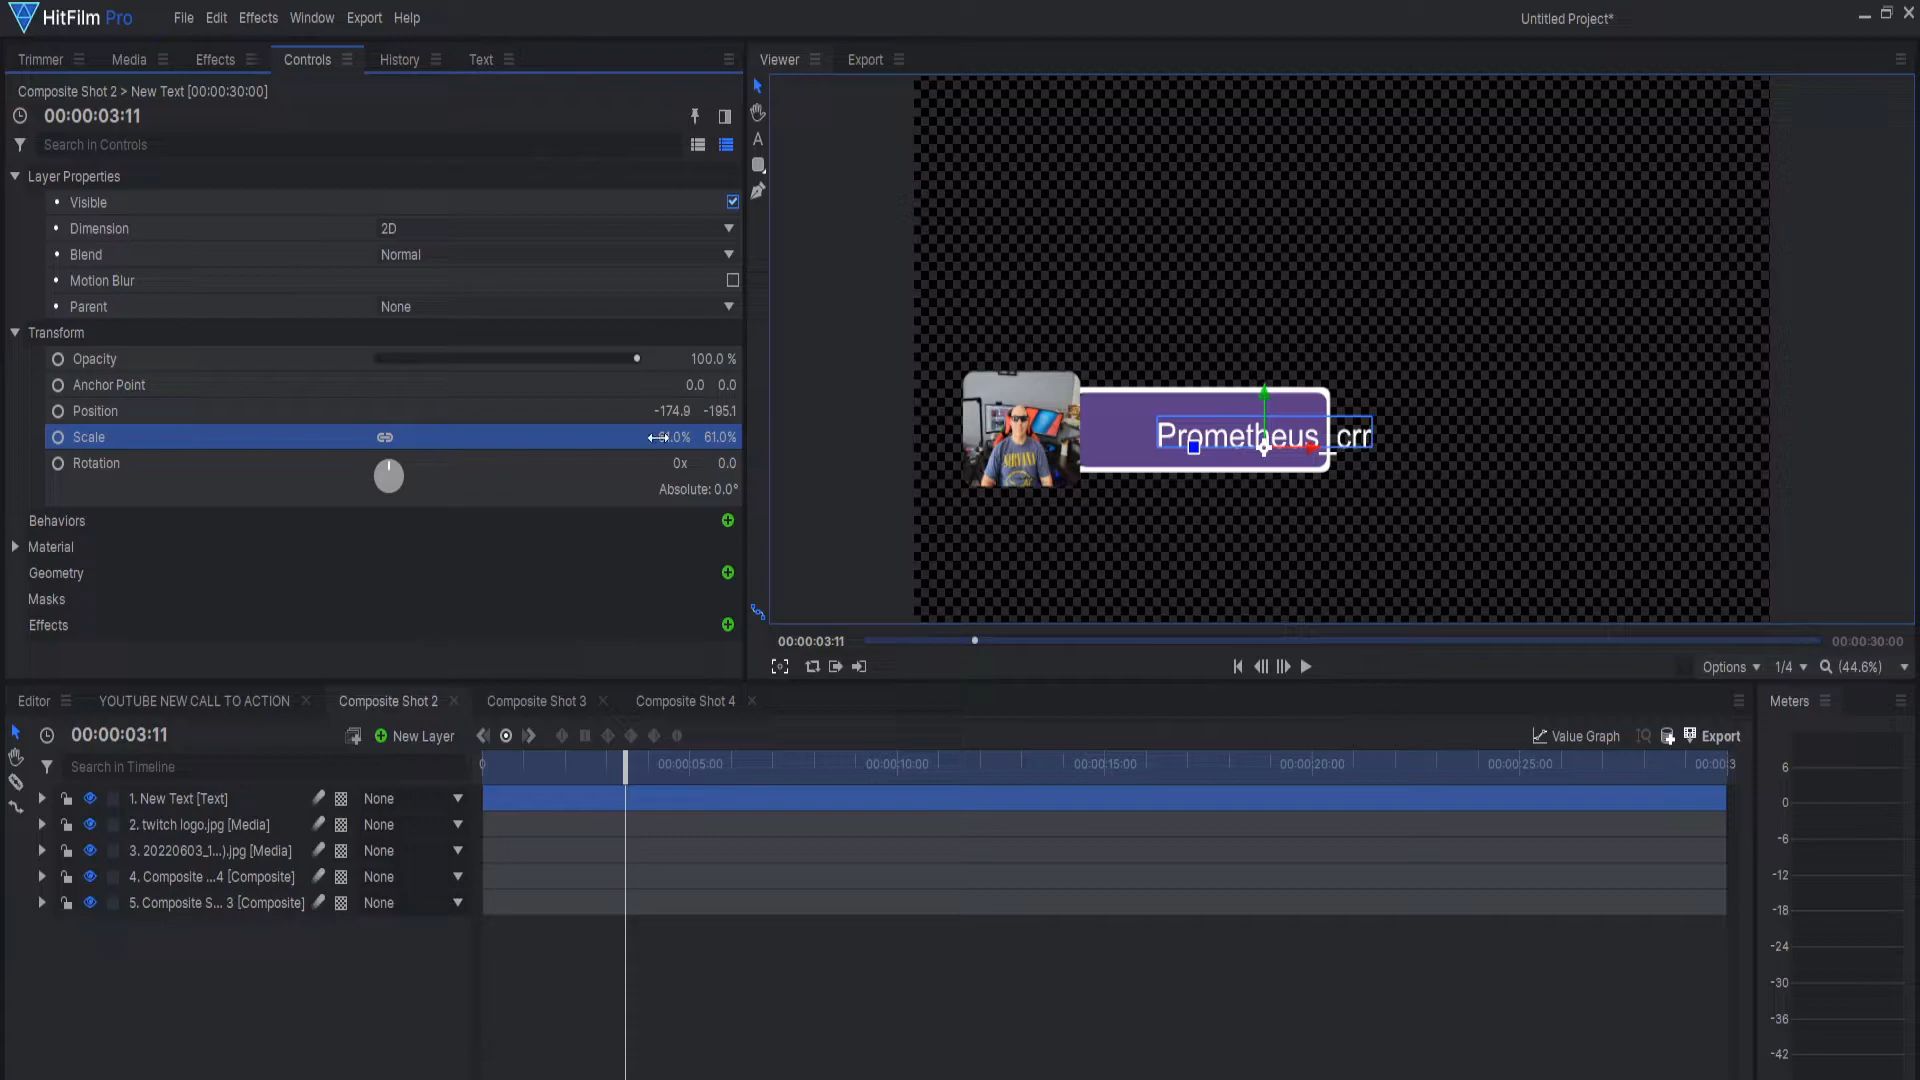 HitFilm Pro
File Edit Effects Window Export Help
Untitled Project*
Trimmer Media Effects Controls History Text
Viewer Export
Composite Shot 2 > New Text [00:00:30:00]
00:00:03:11
Search in Controls
Layer Properties
Visible
Dimension 2D
Blend Normal
Motion Blur
Parent None
Transform
Opacity 100.0 %
Anchor Point 0.0 0.0
Position -174.9 -195.1
Scale 61.0%
Rotation 0x 0.0
Absolute: 0.0°
Behaviors
Material
Geometry
Masks
Effects
Prometheus_crr
NIRVANA
00:00:03:11 00:00:30:00
Options 1/4 (44.6%)
Editor YOUTUBE NEW CALL TO ACTION Composite Shot 2 Composite Shot 3 Composite Shot 4
Meters
00:00:03:11 New Layer Value Graph Export
Search in Timeline
0 00:00:05:00 00:00:10:00 00:00:15:00 00:00:20:00 00:00:25:00 00:00:3
1. New Text [Text] None
2. twitch logo.jpg [Media] None
3. 20220603_1...).jpg [Media] None
4. Composite ...4 [Composite] None
5. Composite S... 3 [Composite] None
6
0
-6
-12
-18
-24
-30
-36
-42